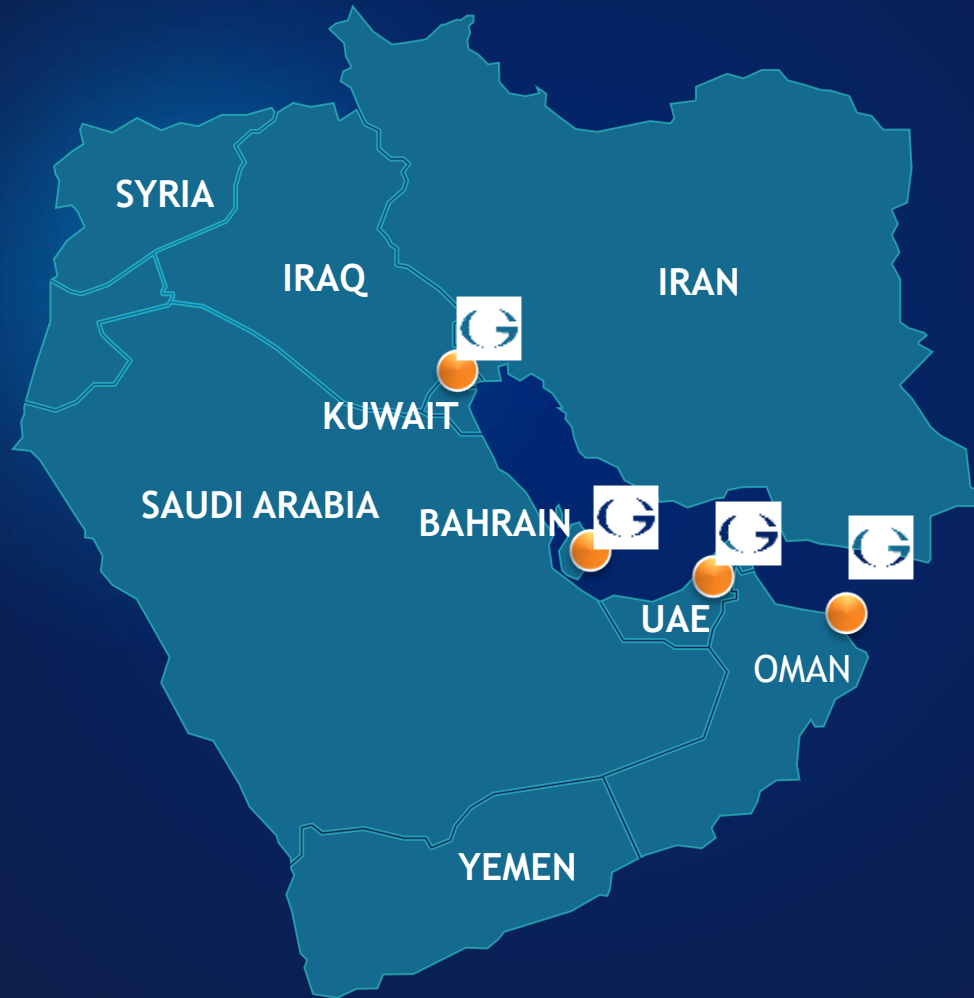 SYRIA
IRAQ
IRAN
KUWAIT
SAUDI ARABIA
BAHRAIN
UAE
OMAN
YEMEN